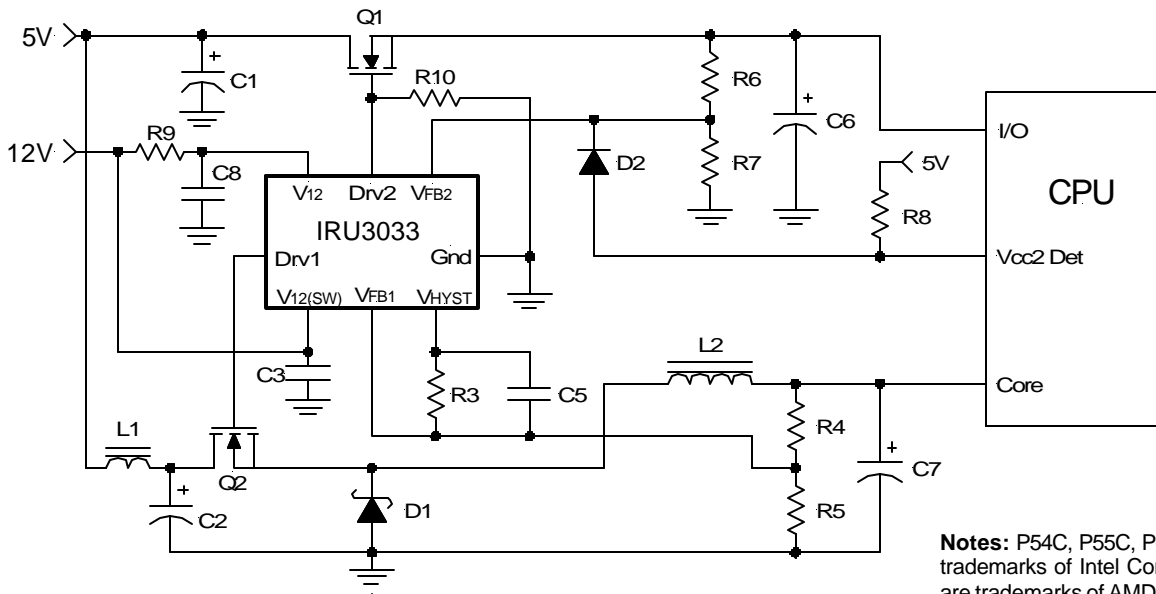 Q1
5V
C1
R10
R6
C6
R9
12V
C8
I/O
5V
D2
R7
CPU
V12
Drv2
VFB2
R8
IRU3033
Drv1
Gnd
Vcc2 Det
V12(SW)
VFB1
VHYST
L2
C3
R3
C5
Core
L1
R4
Q2
C7
C2
D1
R5
Notes: P54C, P55C, P
trademarks of Intel Cor
are trademarks of AMD